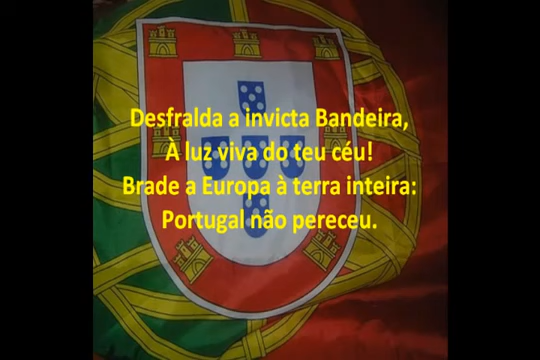 Desfralda a invicta Bandeira,
À luz viva do teu céu!
Brade a Europa à terra inteira:
Portugal não pereceu.